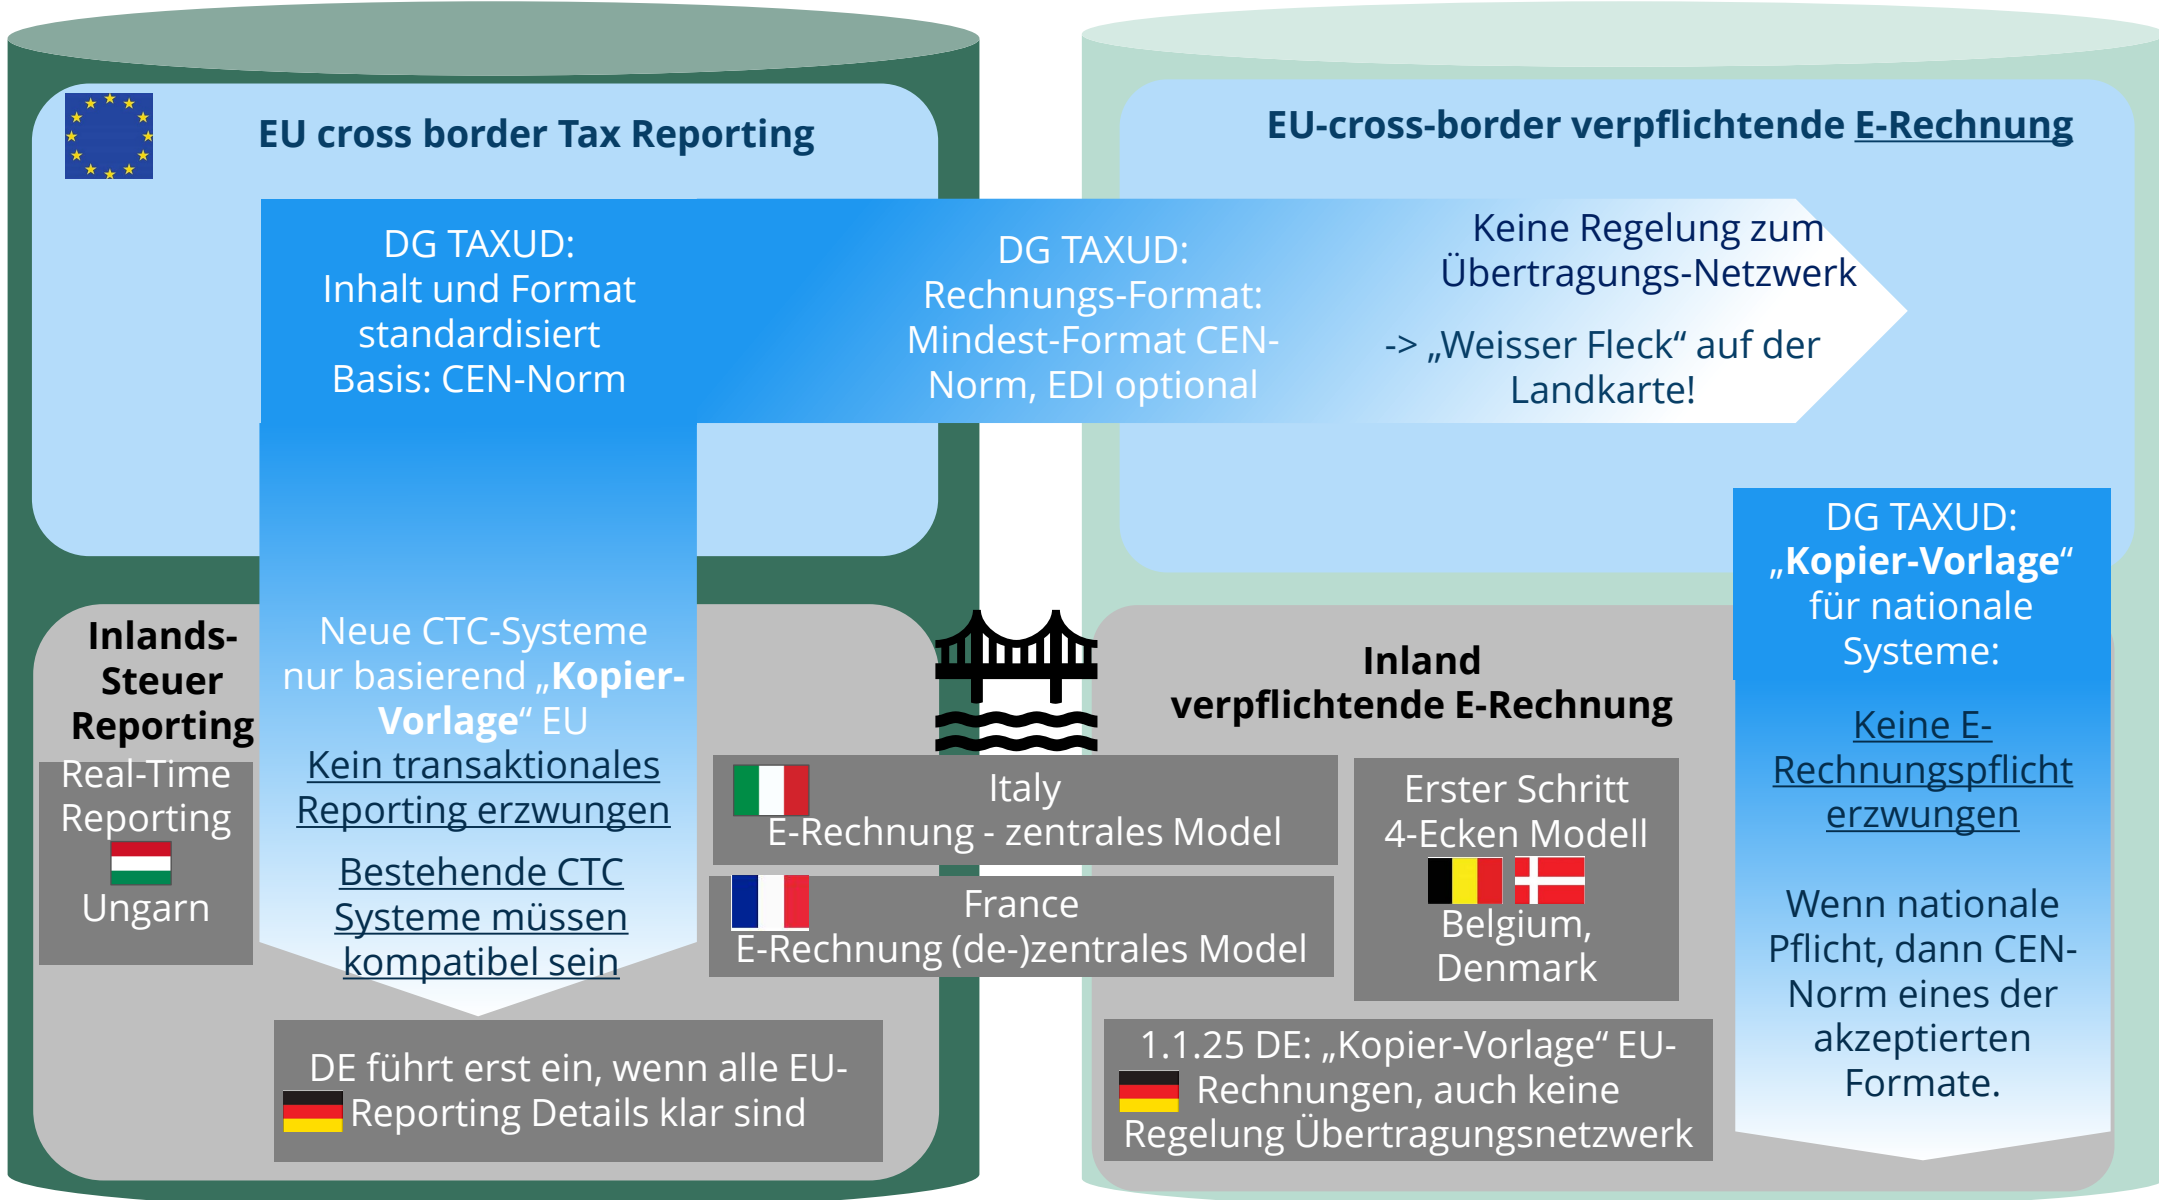 EU cross border Tax Reporting
DG TAXUD:
Inhalt und Format
standardisiert
Basis: CEN-Norm
DG TAXUD:
Rechnungs-Format:
Mindest-Format CEN-
Norm, EDI optional
EU-cross-border verpflichtende E-Rechnung
Keine Regelung zum
Übertragungs-Netzwerk
-> „Weisser Fleck“ auf der
Landkarte!
Inlands-
Steuer
Reporting
Real-Time
Reporting
Ungarn
Neue CTC-Systeme
nur basierend „Kopier-
Vorlage“ EU
Kein transaktionales
Reporting erzwungen
Bestehende CTC
Systeme müssen
kompatibel sein
DE führt erst ein, wenn alle EU-
Reporting Details klar sind
Italy
E-Rechnung - zentrales Model
France
E-Rechnung (de-)zentrales Model
Inland
verpflichtende E-Rechnung
Erster Schritt
4-Ecken Modell
Belgium,
Denmark
1.1.25 DE: „Kopier-Vorlage“ EU-
Rechnungen, auch keine
Regelung Übertragungsnetzwerk
DG TAXUD:
„Kopier-Vorlage“
für nationale
Systeme:
Keine E-
Rechnungspflicht
erzwungen
Wenn nationale
Pflicht, dann CEN-
Norm eines der
akzeptierten
Formate.